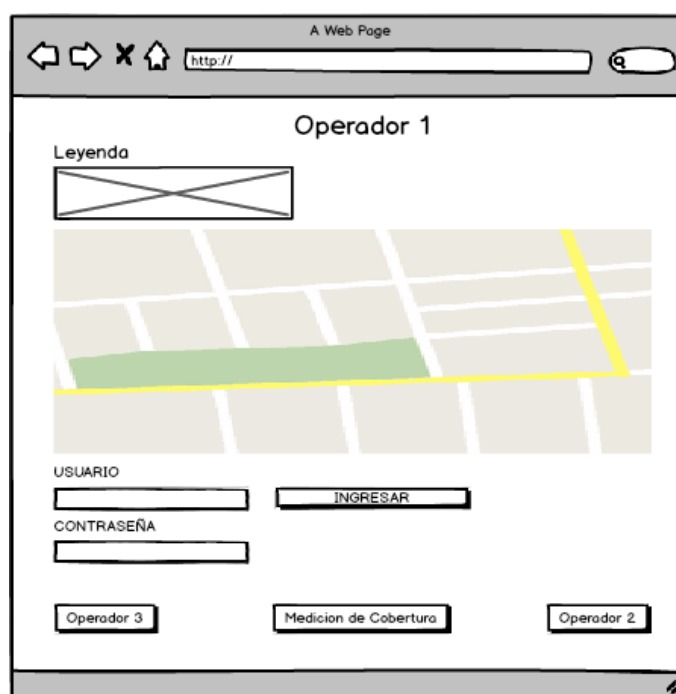 A Web Page
http://
Operador 1
Leyenda
USUARIO
INGRESAR
CONTRASEÑA
Operador 3
Medicion de Cobertura
Operador 2